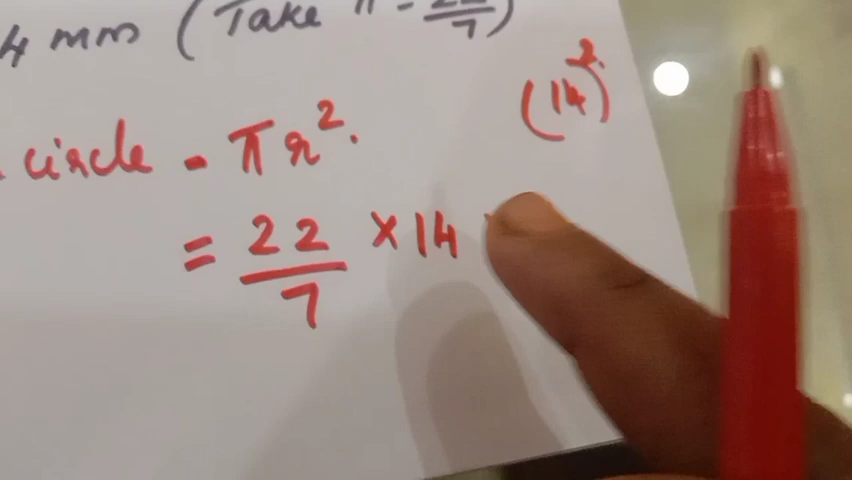 4 mm (Take π = 22/7)
(14)².
circle = πr².
= 22/7 × 14